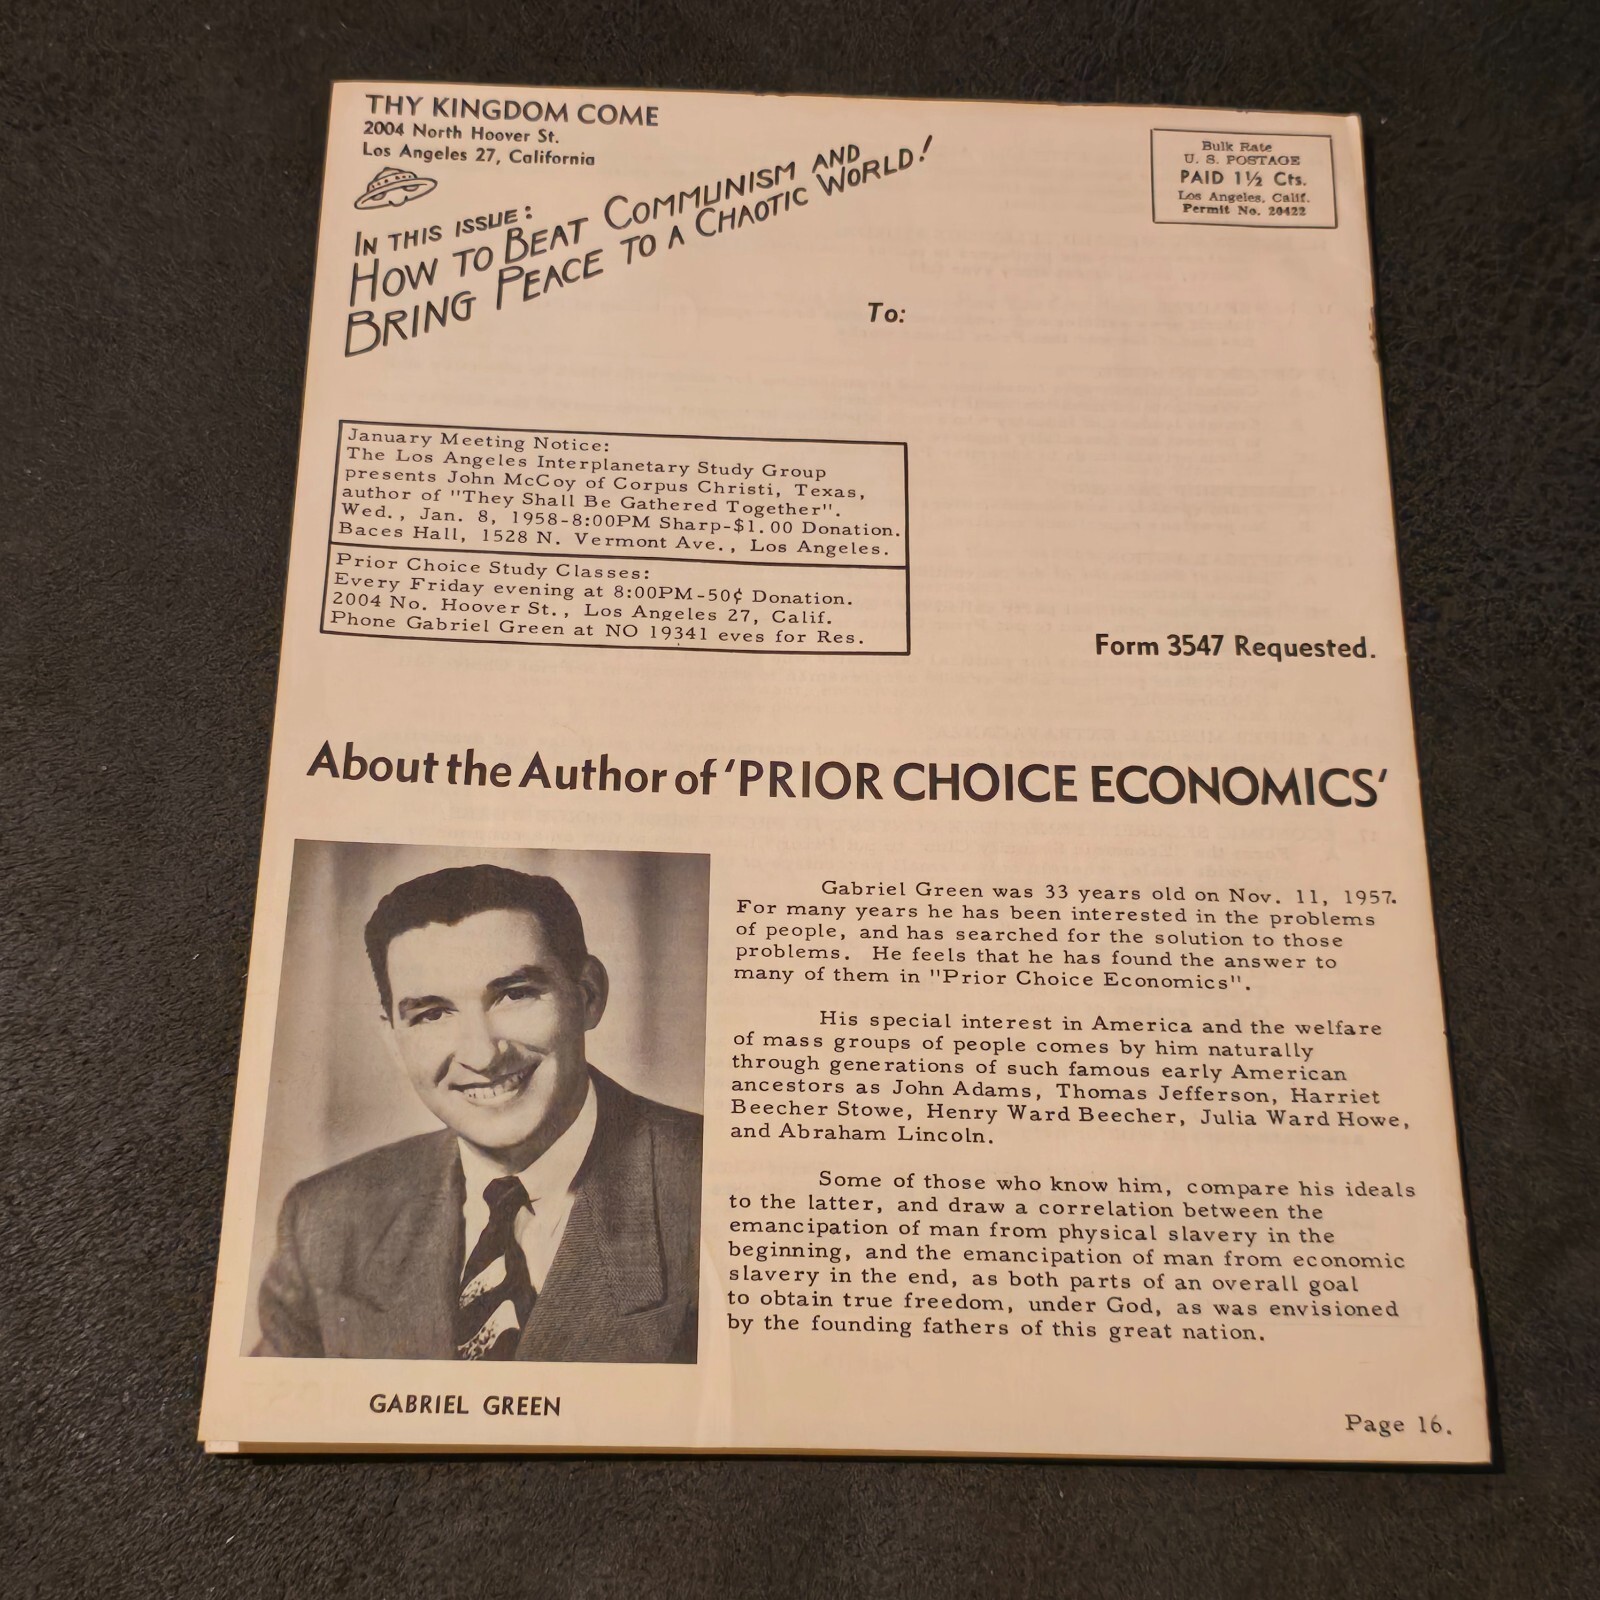 THY KINGDOM COME
2004 North Hoover St.
Los Angeles 27, California
IN THIS ISSUE:
HOW TO BEAT COMMUNISM AND
BRING PEACE TO A CHAOTIC WORLD!
Bulk Rate
U. S. POSTAGE
PAID 1½ Cts.
Los Angeles, Calif.
Permit No. 20422
To:
January Meeting Notice:
The Los Angeles Interplanetary Study Group
presents John McCoy of Corpus Christi, Texas,
author of "They Shall Be Gathered Together".
Wed., Jan. 8, 1958-8:00PM Sharp-$1.00 Donation.
Baces Hall, 1528 N. Vermont Ave., Los Angeles.
Prior Choice Study Classes:
Every Friday evening at 8:00PM-50¢ Donation.
2004 No. Hoover St., Los Angeles 27, Calif.
Phone Gabriel Green at NO 19341 eves for Res.
Form 3547 Requested.
About the Author of 'PRIOR CHOICE ECONOMICS'
Gabriel Green was 33 years old on Nov. 11, 1957.
For many years he has been interested in the problems
of people, and has searched for the solution to those
problems. He feels that he has found the answer to
many of them in "Prior Choice Economics".
His special interest in America and the welfare
of mass groups of people comes by him naturally
through generations of such famous early American
ancestors as John Adams, Thomas Jefferson, Harriet
Beecher Stowe, Henry Ward Beecher, Julia Ward Howe,
and Abraham Lincoln.
Some of those who know him, compare his ideals
to the latter, and draw a correlation between the
emancipation of man from physical slavery in the
beginning, and the emancipation of man from economic
slavery in the end, as both parts of an overall goal
to obtain true freedom, under God, as was envisioned
by the founding fathers of this great nation.
GABRIEL GREEN
Page 16.